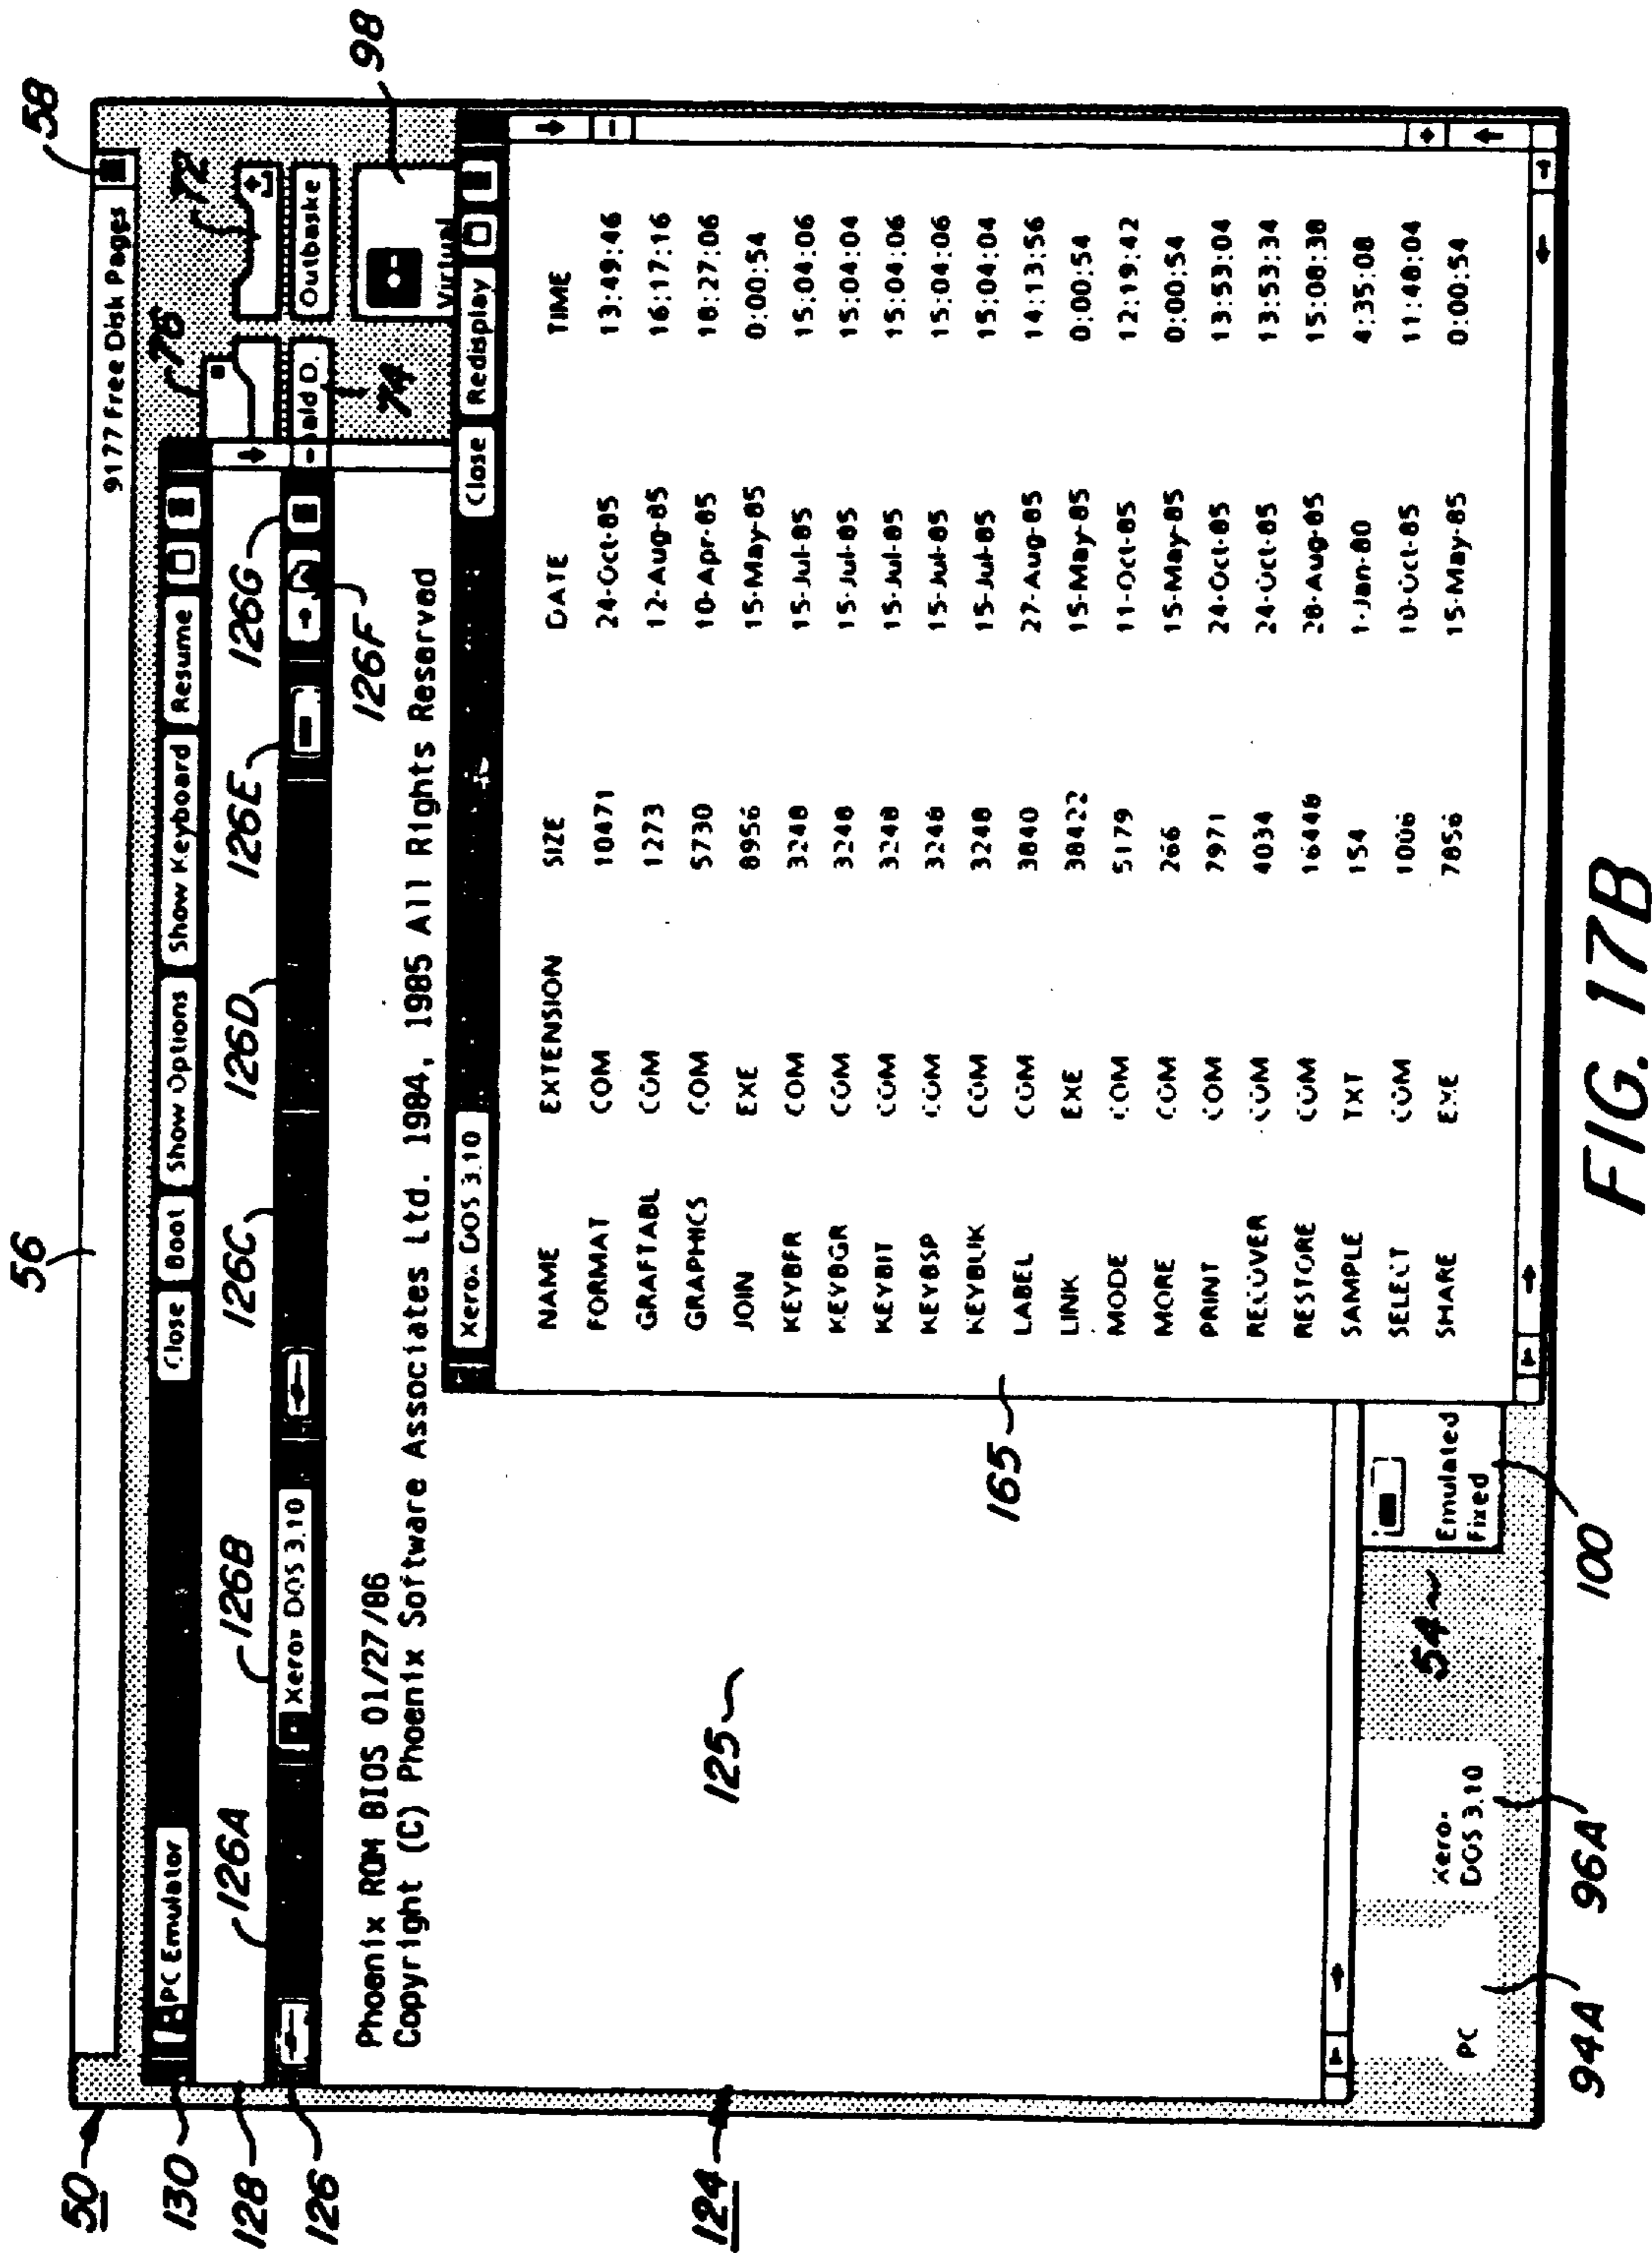 56
9177 Free Disk Pages
58
50
130
PC Emulator
Close
Boot
Show Options
Show Keyboard
Resume
76
72
128
126A
126B
126C
126D
126E
126G
126
Xerox DOS 3.10
ald D.
Outbaske
126F
74
98
Virtual
Phoenix ROM BIOS 01/27/86
Copyright (C) Phoenix Software Associates Ltd. 1984, 1985 All Rights Reserved
Xerox DOS 3.10
Close
Redisplay
NAME EXTENSION SIZE DATE TIME
FORMAT COM 10471 24-Oct-85 13:49:46
GRAFTABL COM 1273 12-Aug-85 16:17:16
GRAPHICS COM 5730 10-Apr-85 18:27:06
JOIN EXE 8956 15-May-85 0:00:54
KEYBFR COM 3248 15-Jul-85 15:04:06
KEYBGR COM 3248 15-Jul-85 15:04:04
KEYBIT COM 3248 15-Jul-85 15:04:06
KEYBSP COM 3248 15-Jul-85 15:04:06
KEYBUK COM 3248 15-Jul-85 15:04:04
LABEL COM 3840 27-Aug-85 14:13:56
LINK EXE 38422 15-May-85 0:00:54
MODE COM 5179 11-Oct-85 12:19:42
MORE COM 266 15-May-85 0:00:54
PRINT COM 7971 24-Oct-85 13:53:04
RECOVER COM 4034 24-Oct-85 13:53:34
RESTORE COM 16448 28-Aug-85 15:08:38
SAMPLE TXT 154 1-Jan-80 4:35:08
SELECT COM 1006 10-Oct-85 11:48:04
SHARE EXE 7856 15-May-85 0:00:54
124
125
165
PC
Xero-
DOS 3.10
54
Emulated
Fixed
94A
96A
100
FIG. 17B